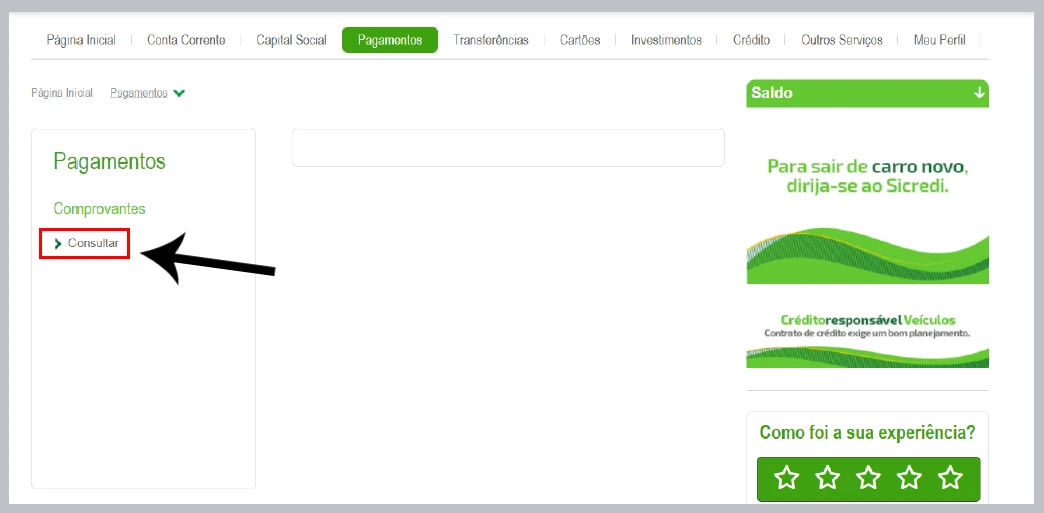 Página Inicial Conta Corrente Capital Social Pagamentos Transferências Cartões Investimentos Crédito Outros Serviços Meu Perfil
Página Inicial Pagamentos
Pagamentos
Comprovantes
Consultar
Saldo
Para sair de carro novo,
dirija-se ao Sicredi.
Crédito responsável Veículos
Contrato de crédito exige um bom planejamento.
Como foi a sua experiência?